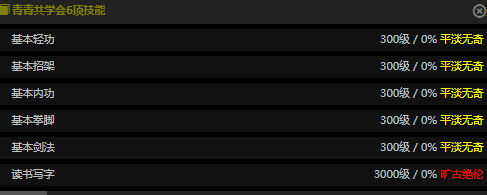 青青共学会6项技能
基本轻功 300级 / 0% 平淡无奇
基本招架 300级 / 0% 平淡无奇
基本内功 300级 / 0% 平淡无奇
基本拳脚 300级 / 0% 平淡无奇
基本剑法 300级 / 0% 平淡无奇
读书写字 3000级 / 0% 旷古绝伦